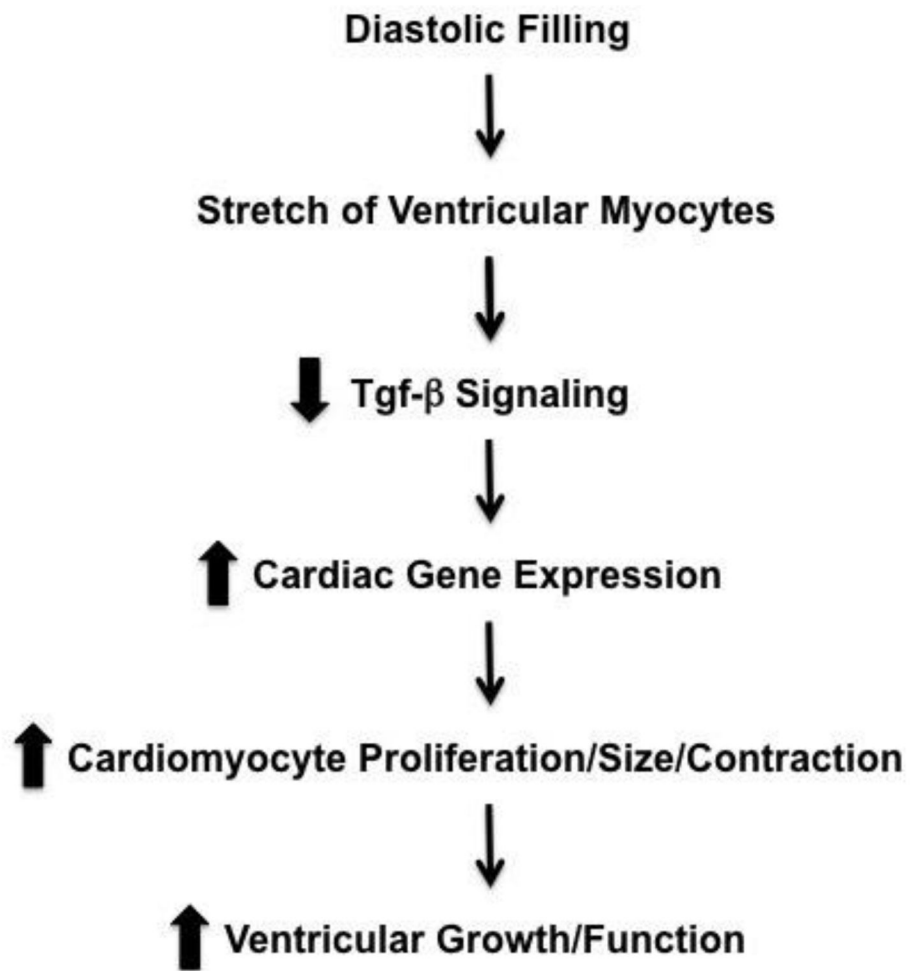 Diastolic Filling
Stretch of Ventricular Myocytes
Tgf-β Signaling
Cardiac Gene Expression
Cardiomyocyte Proliferation/Size/Contraction
Ventricular Growth/Function